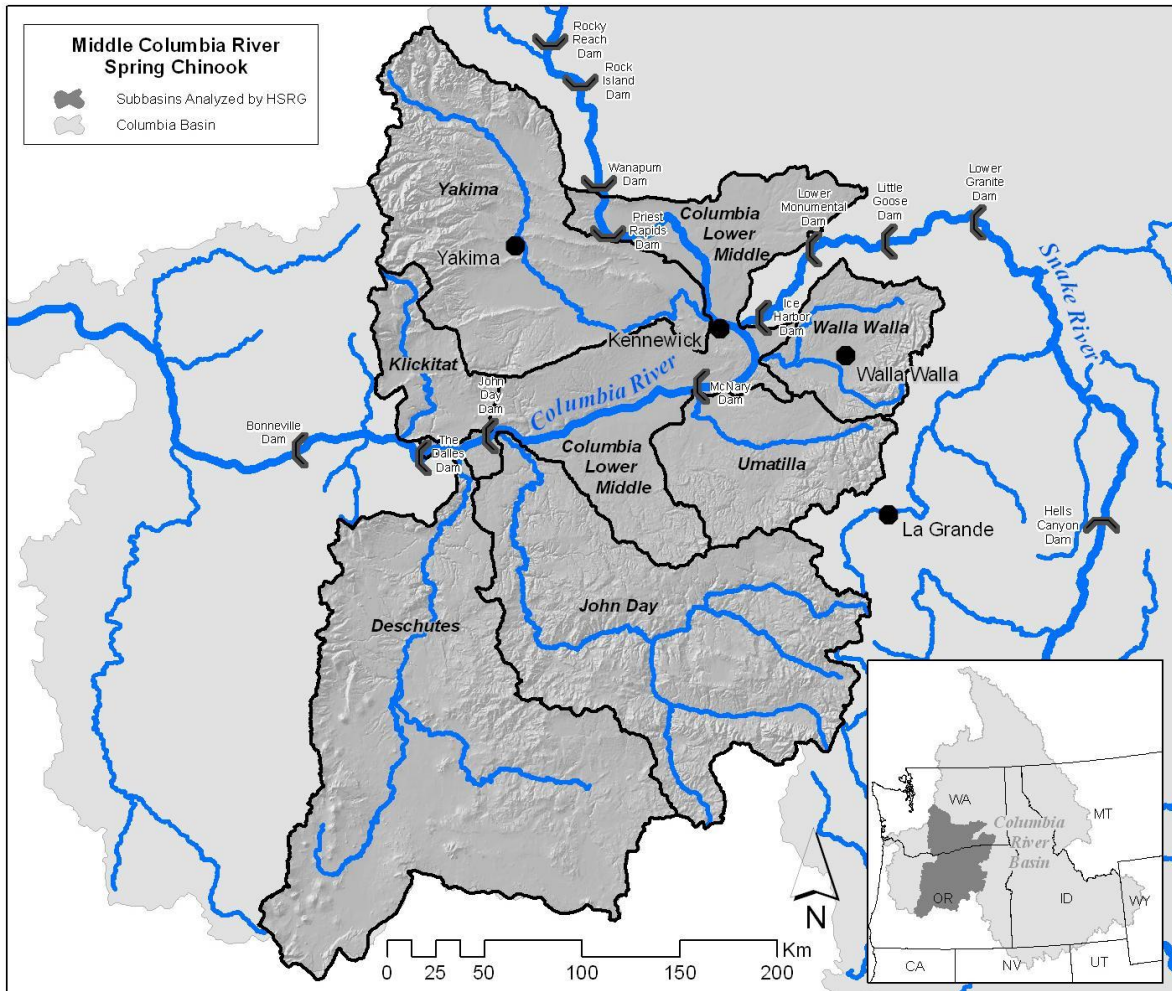 Middle Columbia River
Spring Chinook
Subbasins Analyzed by HSRG
Columbia Basin
Rocky
Reach
Dam
Rock
Island
Dam
Wanapum
Dam
Priest
Rapids
Dam
Columbia
Lower
Middle
Lower
Monumental
Dam
Little
Goose
Dam
Lower
Granite
Dam
Snake River
Yakima
Yakima
Ice
Harbor
Dam
Walla Walla
Walla Walla
Kennewick
Klickitat
John
Day
Dam
Columbia River
McNary
Dam
Bonneville
Dam
The
Dalles
Dam
Columbia
Lower
Middle
Umatilla
La Grande
Hells
Canyon
Dam
Deschutes
John Day
N
Km
0 25 50 100 150 200
WA
MT
Columbia
River
Basin
OR
ID
WY
CA
NV
UT